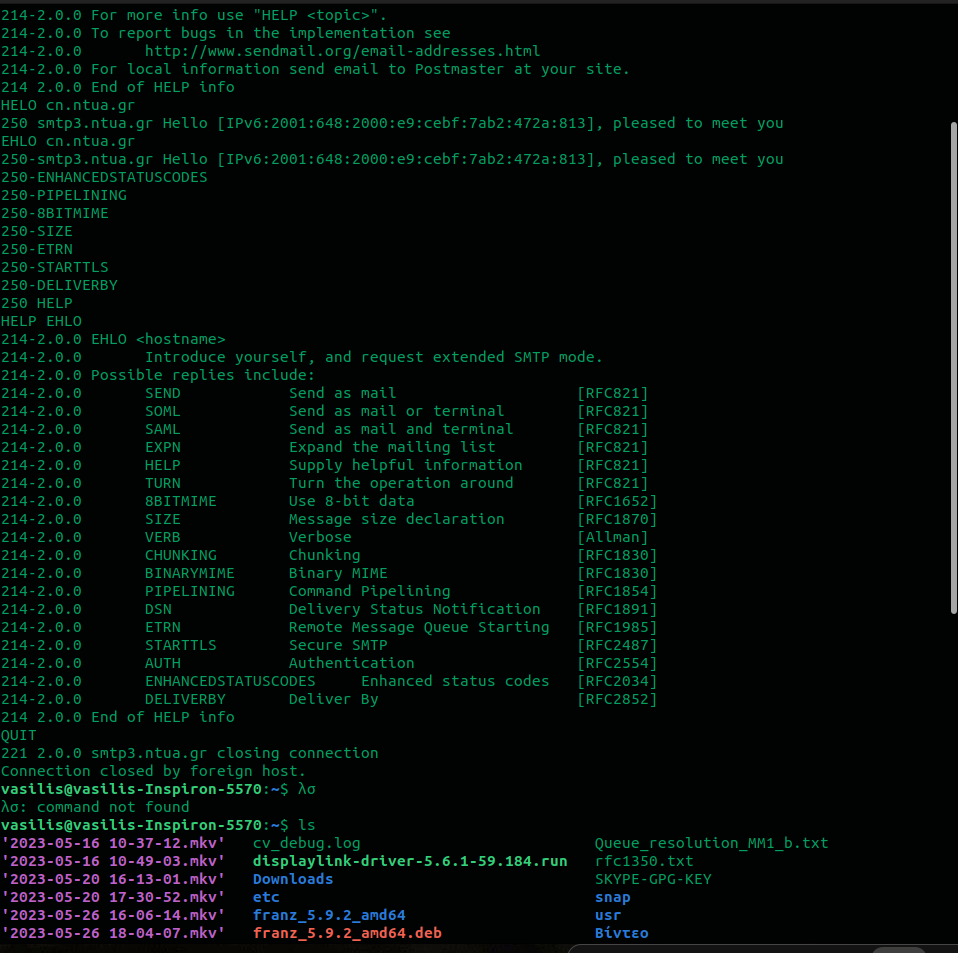 214-2.0.0 For more info use "HELP <topic>".
214-2.0.0 To report bugs in the implementation see
214-2.0.0       http://www.sendmail.org/email-addresses.html
214-2.0.0 For local information send email to Postmaster at your site.
214 2.0.0 End of HELP info
HELO cn.ntua.gr
250 smtp3.ntua.gr Hello [IPv6:2001:648:2000:e9:cebf:7ab2:472a:813], pleased to meet you
EHLO cn.ntua.gr
250-smtp3.ntua.gr Hello [IPv6:2001:648:2000:e9:cebf:7ab2:472a:813], pleased to meet you
250-ENHANCEDSTATUSCODES
250-PIPELINING
250-8BITMIME
250-SIZE
250-ETRN
250-STARTTLS
250-DELIVERBY
250 HELP
HELP EHLO
214-2.0.0 EHLO <hostname>
214-2.0.0       Introduce yourself, and request extended SMTP mode.
214-2.0.0 Possible replies include:
214-2.0.0       SEND            Send as mail                    [RFC821]
214-2.0.0       SOML            Send as mail or terminal        [RFC821]
214-2.0.0       SAML            Send as mail and terminal       [RFC821]
214-2.0.0       EXPN            Expand the mailing list         [RFC821]
214-2.0.0       HELP            Supply helpful information      [RFC821]
214-2.0.0       TURN            Turn the operation around       [RFC821]
214-2.0.0       8BITMIME        Use 8-bit data                  [RFC1652]
214-2.0.0       SIZE            Message size declaration        [RFC1870]
214-2.0.0       VERB            Verbose                         [Allman]
214-2.0.0       CHUNKING        Chunking                        [RFC1830]
214-2.0.0       BINARYMIME      Binary MIME                     [RFC1830]
214-2.0.0       PIPELINING      Command Pipelining              [RFC1854]
214-2.0.0       DSN             Delivery Status Notification    [RFC1891]
214-2.0.0       ETRN            Remote Message Queue Starting   [RFC1985]
214-2.0.0       STARTTLS        Secure SMTP                     [RFC2487]
214-2.0.0       AUTH            Authentication                  [RFC2554]
214-2.0.0       ENHANCEDSTATUSCODES     Enhanced status codes   [RFC2034]
214-2.0.0       DELIVERBY       Deliver By                      [RFC2852]
214 2.0.0 End of HELP info
QUIT
221 2.0.0 smtp3.ntua.gr closing connection
Connection closed by foreign host.
vasilis@vasilis-Inspiron-5570:~$ λσ
λσ: command not found
vasilis@vasilis-Inspiron-5570:~$ ls
'2023-05-16 10-37-12.mkv'   cv_debug.log                          Queue_resolution_MM1_b.txt
'2023-05-16 10-49-03.mkv'   displaylink-driver-5.6.1-59.184.run   rfc1350.txt
'2023-05-20 16-13-01.mkv'   Downloads                             SKYPE-GPG-KEY
'2023-05-20 17-30-52.mkv'   etc                                   snap
'2023-05-26 16-06-14.mkv'   franz_5.9.2_amd64                     usr
'2023-05-26 18-04-07.mkv'   franz_5.9.2_amd64.deb                 Βίντεο